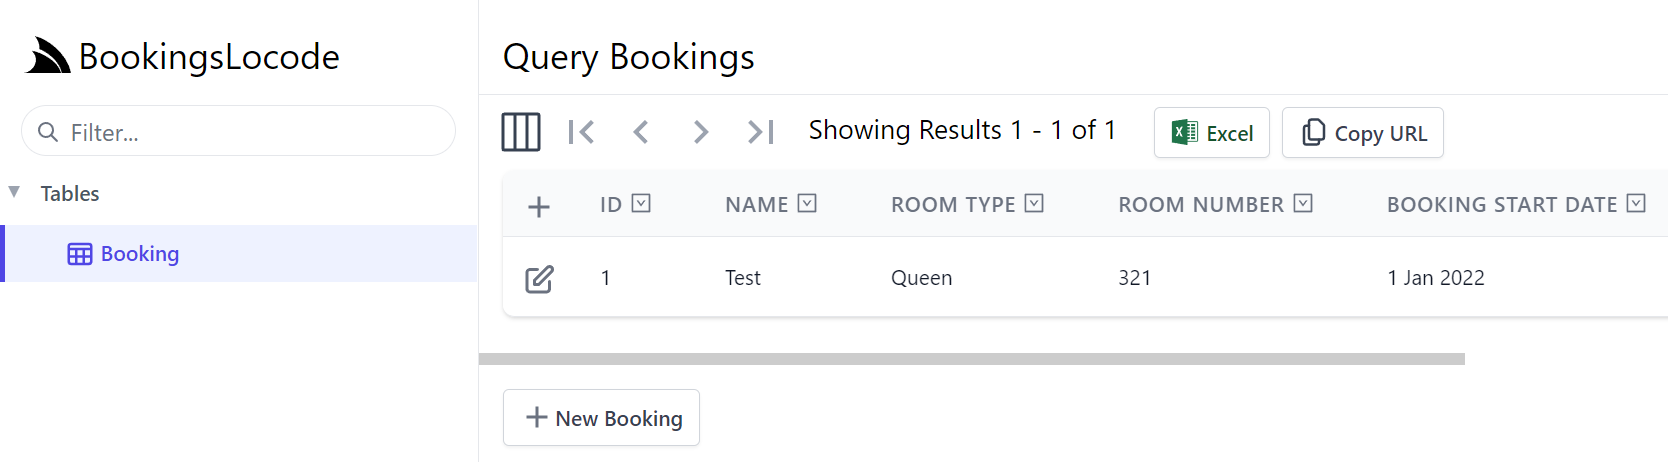 BookingsLocode
Filter...
Tables
Booking
Query Bookings
Showing Results 1 - 1 of 1
Excel
Copy URL
ID NAME ROOM TYPE ROOM NUMBER BOOKING START DATE
1 Test Queen 321 1 Jan 2022
New Booking